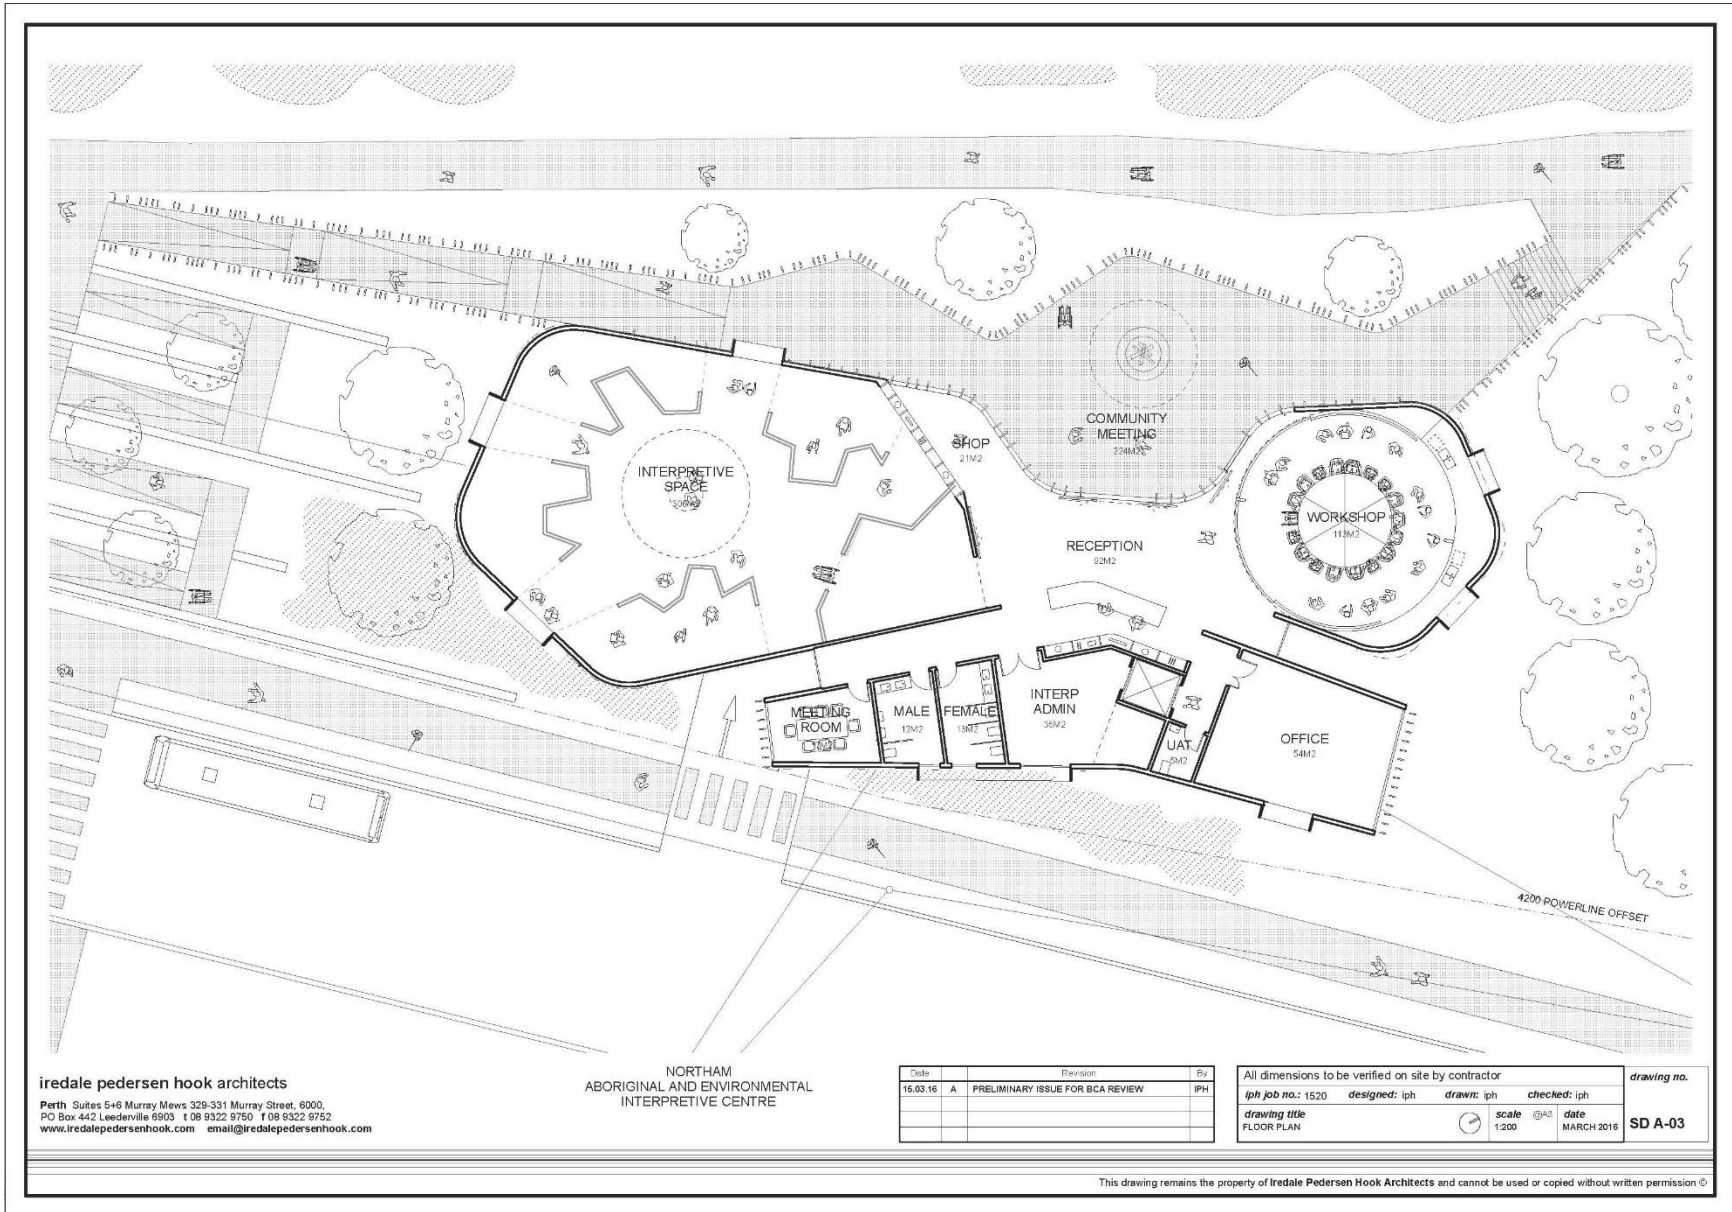 INTERPRETIVE
SPACE
SHOP
21M2
COMMUNITY
MEETING
224M2
RECEPTION
92M2
WORKSHOP
113M2
MEETING
ROOM
MALE
12M2
FEMALE
13M2
INTERP
ADMIN
35M2
UAT
5M2
OFFICE
54M2
4200 POWERLINE OFFSET
iredale pedersen hook architects
Perth Suites 5+6 Murray Mews 329-331 Murray Street, 6000,
PO Box 442 Leederville 6903 t 08 9322 9750 f 08 9322 9752
www.iredalepedersenhook.com email@iredalepedersenhook.com
NORTHAM
ABORIGINAL AND ENVIRONMENTAL
INTERPRETIVE CENTRE
Date Revision By
16.03.16 A PRELIMINARY ISSUE FOR BCA REVIEW IPH
All dimensions to be verified on site by contractor
iph job no.: 1520 designed: iph drawn: iph checked: iph
drawing title
FLOOR PLAN
scale @A3
1:200
date
MARCH 2016
drawing no.
SD A-03
This drawing remains the property of Iredale Pedersen Hook Architects and cannot be used or copied without written permission ©